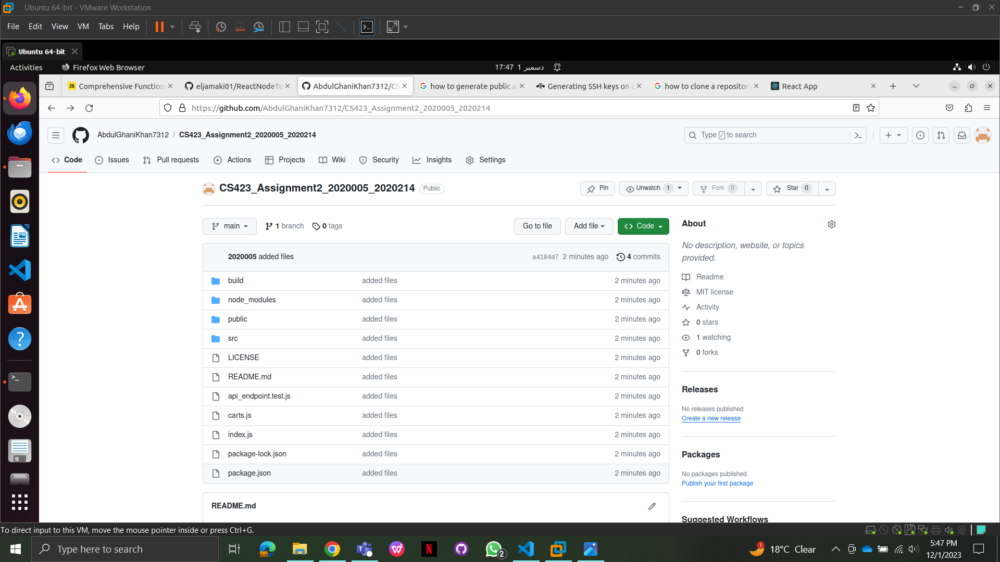 Ubuntu 64-bit - VMware Workstation
File Edit View VM Tabs Help
Ubuntu 64-bit
Activities Firefox Web Browser 17:47 1 دسمبر
Comprehensive Function eljamaki01/ReactNodeTe AbdulGhaniKhan7312/CS how to generate public a Generating SSH keys on L how to clone a repository React App
https://github.com/AbdulGhaniKhan7312/CS423_Assignment2_2020005_2020214
AbdulGhaniKhan7312 / CS423_Assignment2_2020005_2020214 Type / to search
Code Issues Pull requests Actions Projects Wiki Security Insights Settings
CS423_Assignment2_2020005_2020214 Public Pin Unwatch 1 Fork 0 Star 0
main 1 branch 0 tags Go to file Add file Code
2020005 added files a4104d7 2 minutes ago 4 commits
build added files 2 minutes ago
node_modules added files 2 minutes ago
public added files 2 minutes ago
src added files 2 minutes ago
LICENSE added files 2 minutes ago
README.md added files 2 minutes ago
api_endpoint.test.js added files 2 minutes ago
carts.js added files 2 minutes ago
index.js added files 2 minutes ago
package-lock.json added files 2 minutes ago
package.json added files 2 minutes ago
README.md
About
No description, website, or topics
provided.
Readme
MIT license
Activity
0 stars
1 watching
0 forks
Releases
No releases published
Create a new release
Packages
No packages published
Publish your first package
Suggested Workflows
To direct input to this VM, move the mouse pointer inside or press Ctrl+G.
Type here to search 2 1 18°C Clear 5:47 PM
12/1/2023